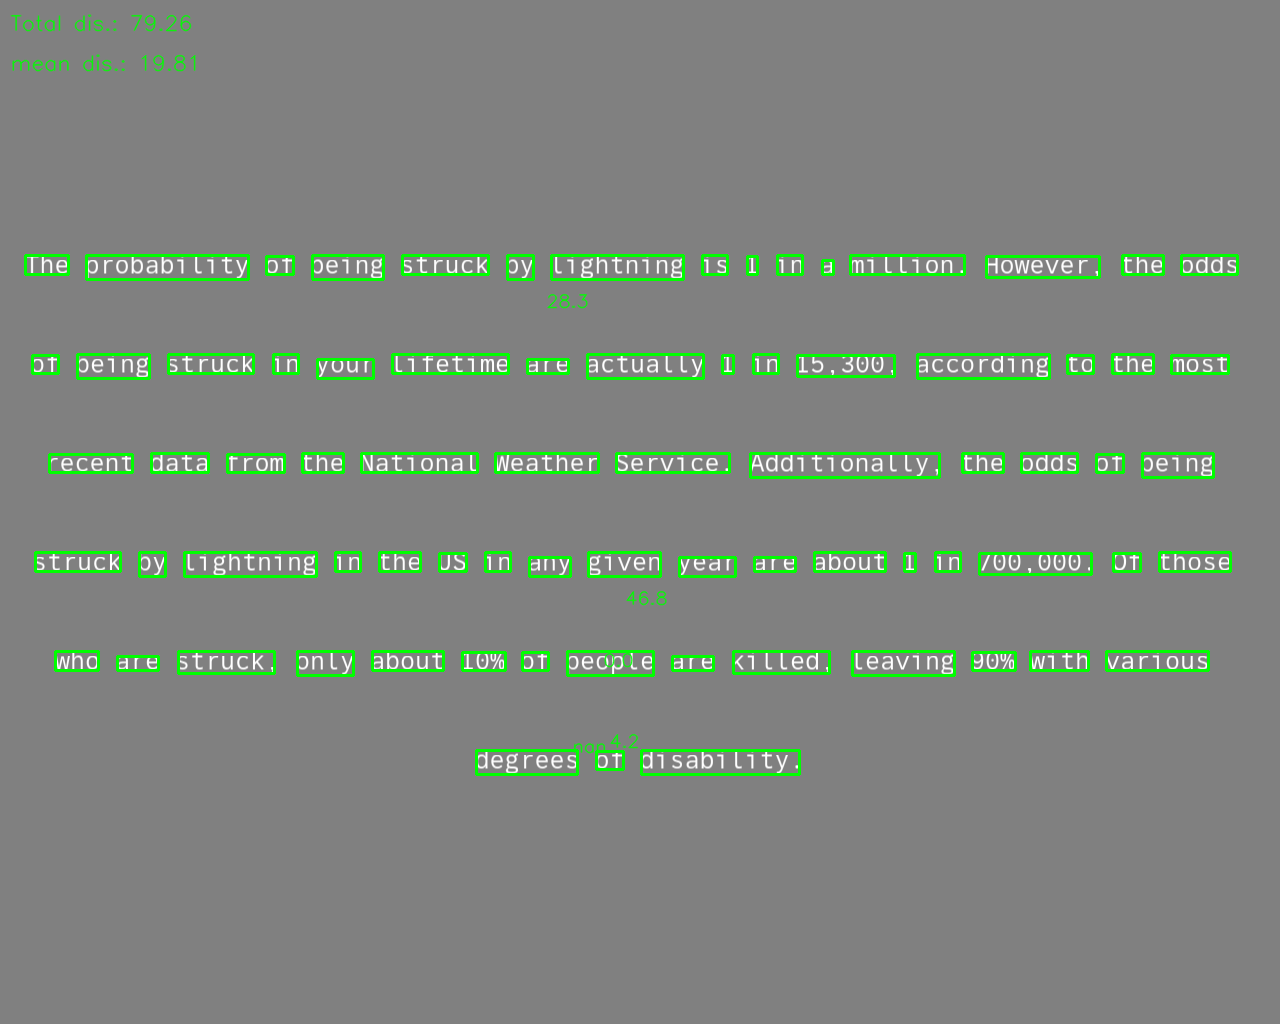 Total dis.: 79.26
mean dis.: 19.81
The probability of being struck by lightning is 1 in a million. However, the odds
28.3
of being struck in your lifetime are actually 1 in 15,300, according to the most
recent data from the National Weather Service. Additionally, the odds of being
struck by lightning in the US in any given year are about 1 in 700,000. Of those
46.8
who are struck, only about 10% of people are killed, leaving 90% with various
nan 4.2
degrees of disability.